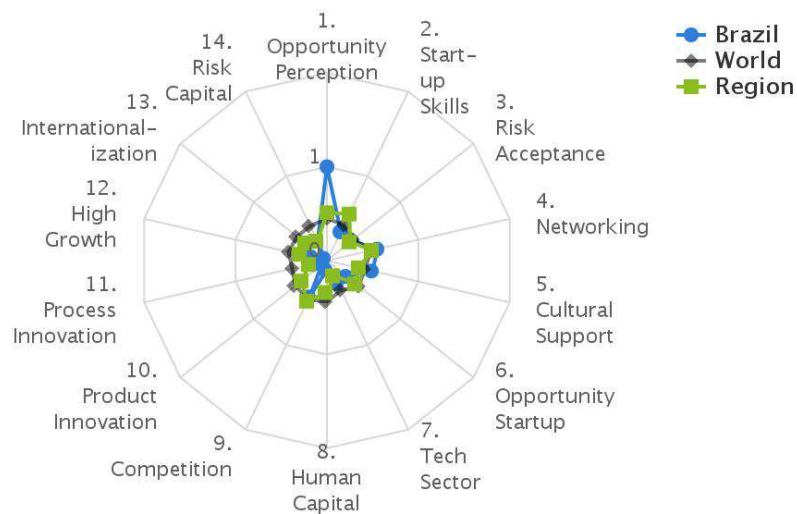 1.
Opportunity
Perception
2.
Start-
up
Skills
3.
Risk
Acceptance
4.
Networking
5.
Cultural
Support
6.
Opportunity
Startup
7.
Tech
Sector
8.
Human
Capital
9.
Competition
10.
Product
Innovation
11.
Process
Innovation
12.
High
Growth
13.
International-
ization
14.
Risk
Capital
1
0
Brazil
World
Region